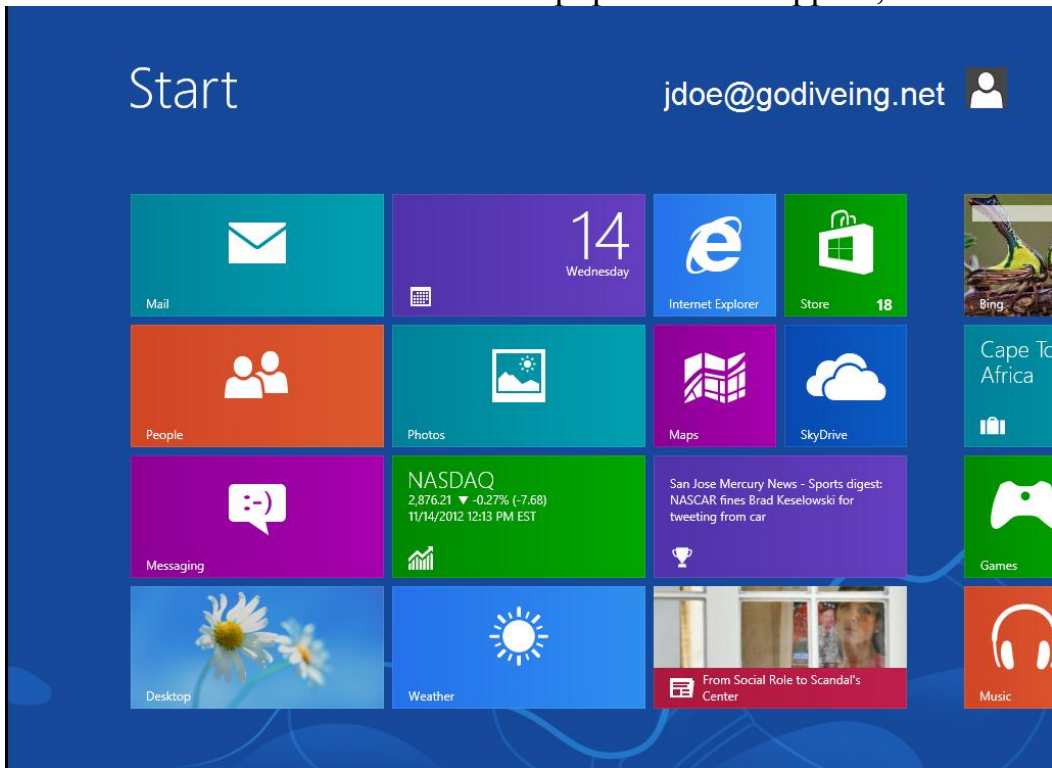 Start
jdoe@godiveing.net
Mail
14
Wednesday
Internet Explorer
Store 18
Bing
People
Photos
Maps
SkyDrive
Cape To
Africa
Messaging
NASDAQ
2,876.21 ▼ -0.27% (-7.68)
11/14/2012 12:13 PM EST
San Jose Mercury News - Sports digest:
NASCAR fines Brad Keselowski for
tweeting from car
Games
Desktop
Weather
From Social Role to Scandal's
Center
Music